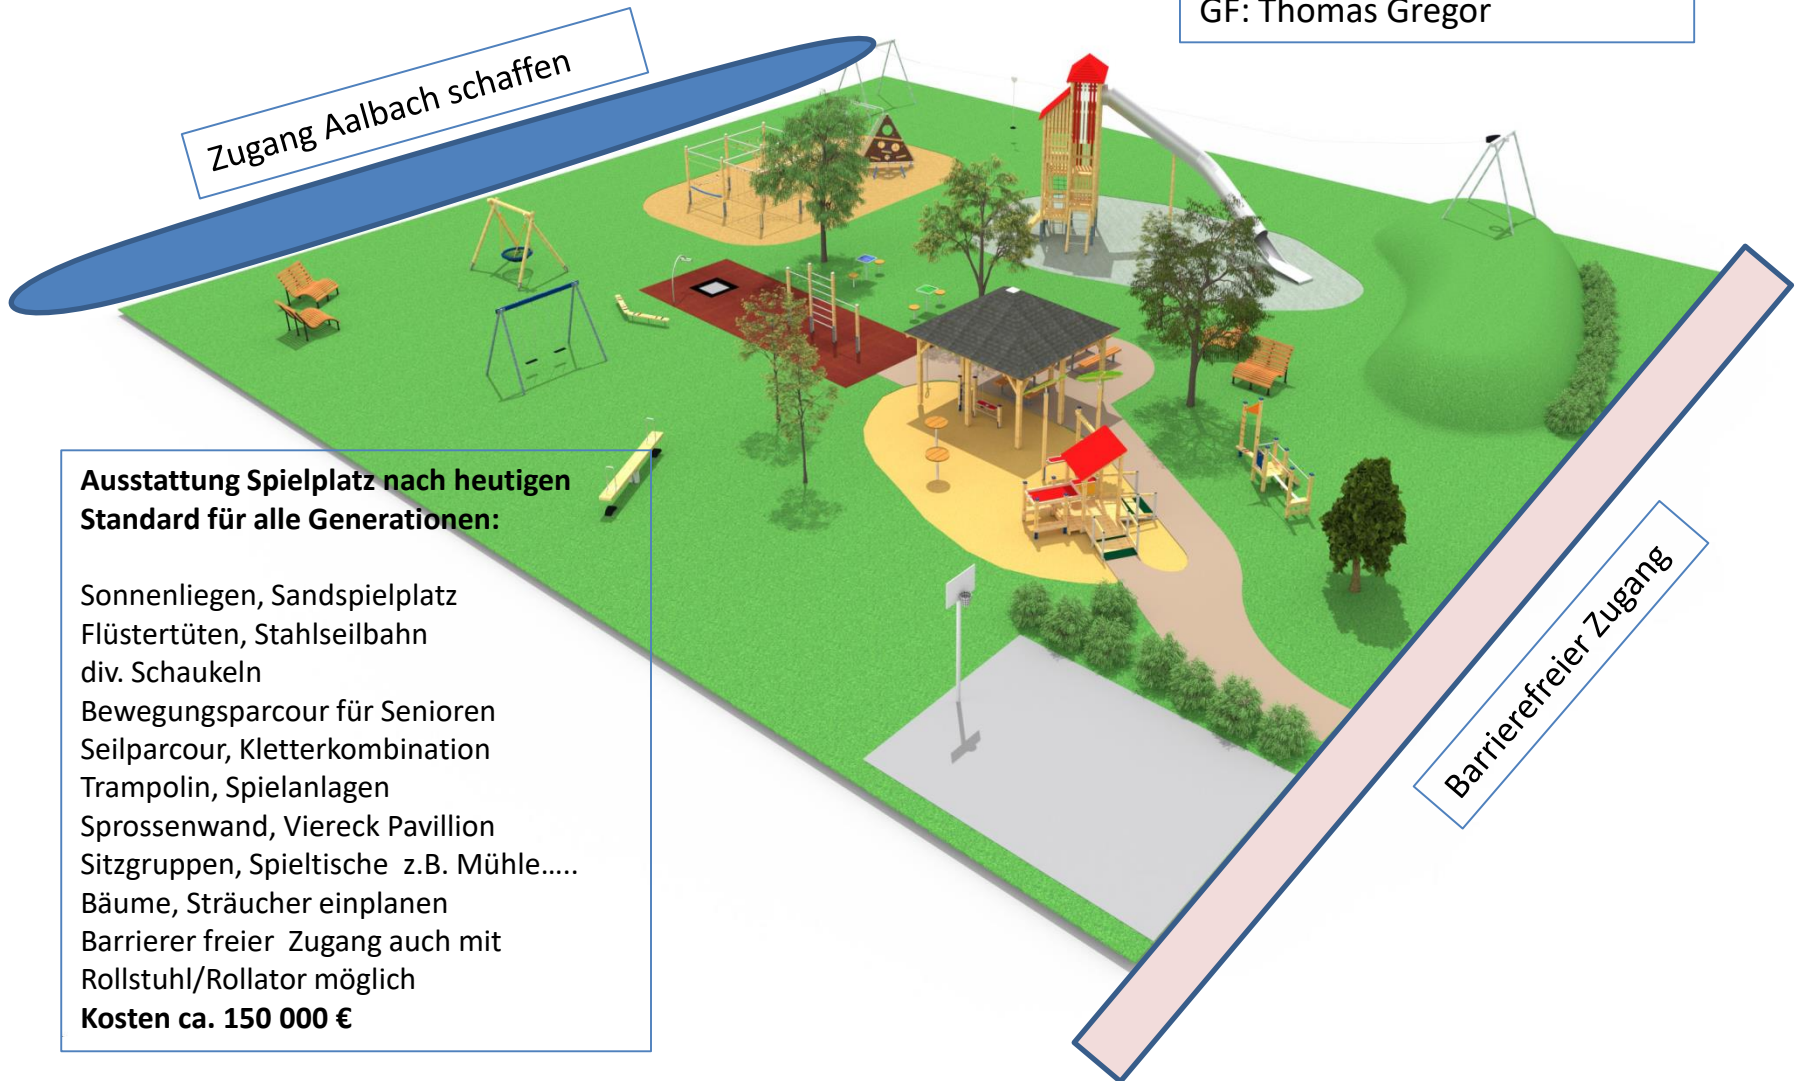 GF: Thomas Gregor
Zugang Aalbach schaffen
Ausstattung Spielplatz nach heutigen
Standard für alle Generationen:
Sonnenliegen, Sandspielplatz
Flüstertüten, Stahlseilbahn
div. Schaukeln
Bewegungsparcour für Senioren
Seilparcour, Kletterkombination
Trampolin, Spielanlagen
Sprossenwand, Viereck Pavillion
Sitzgruppen, Spieltische  z.B. Mühle…..
Bäume, Sträucher einplanen
Barrierer freier  Zugang auch mit
Rollstuhl/Rollator möglich
Kosten ca. 150 000 €
Barrierefreier Zugang